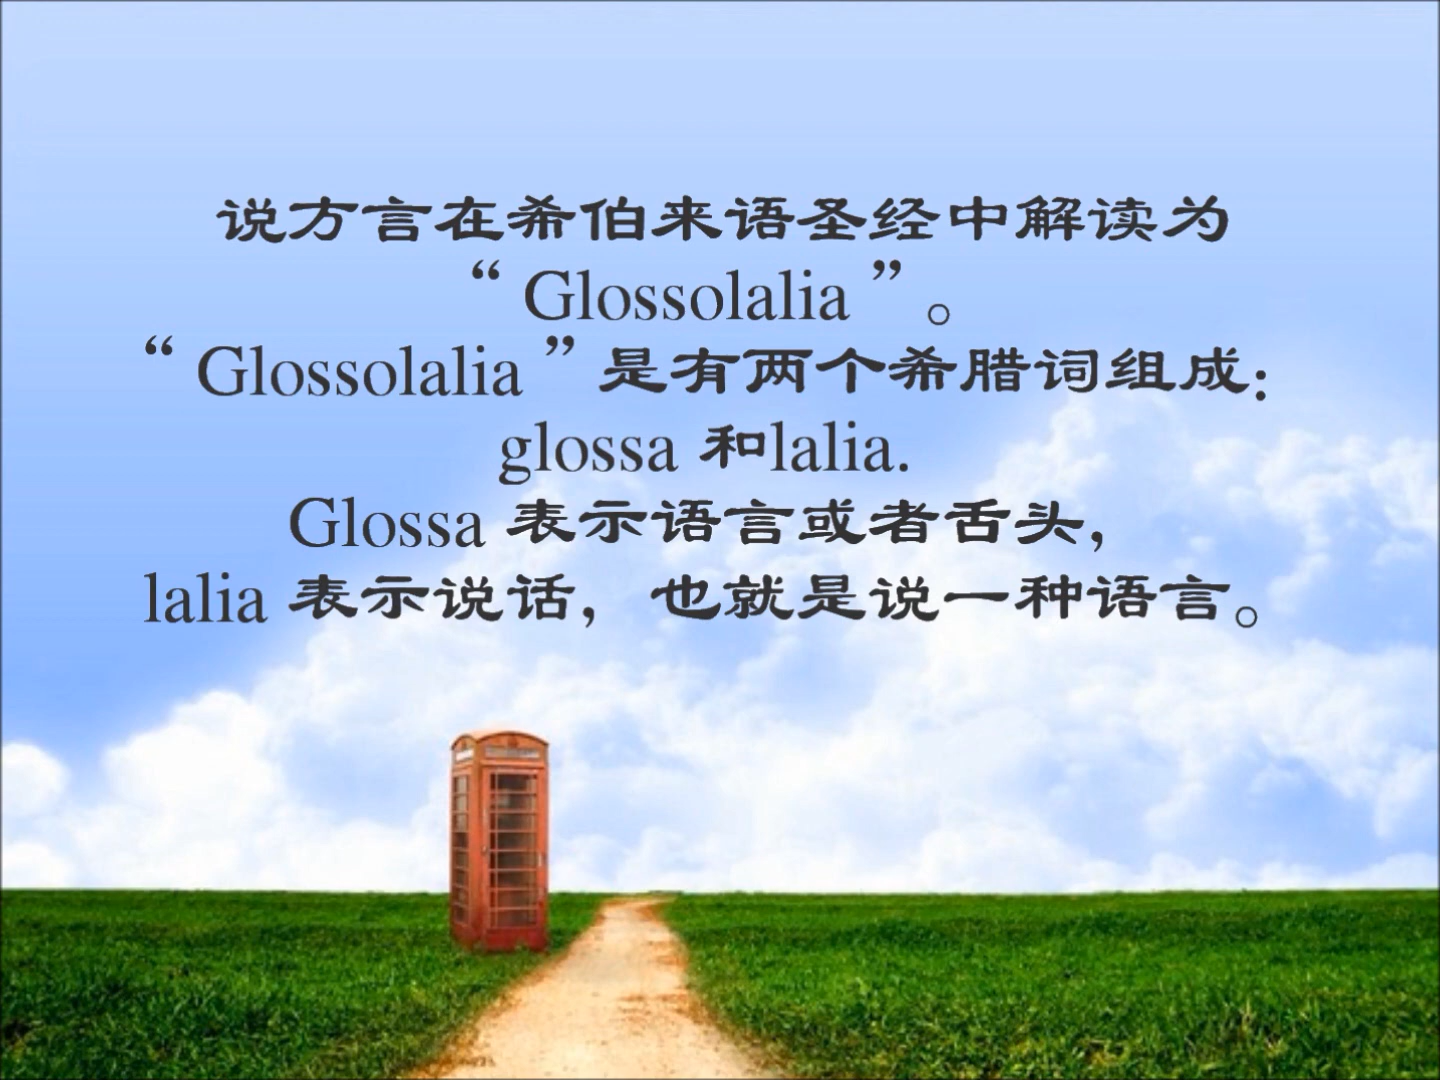 说方言在希伯来语圣经中解读为
“ Glossolalia ”。
“ Glossolalia ”是有两个希腊词组成：
glossa 和lalia.
Glossa 表示语言或者舌头，
lalia 表示说话，也就是说一种语言。